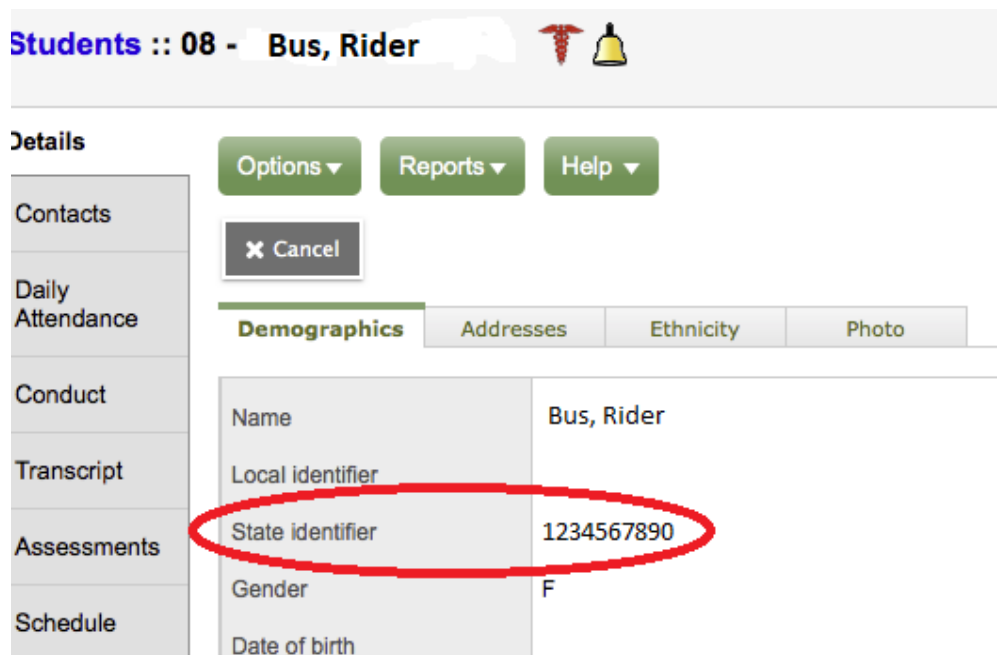 Students :: 08 - Bus, Rider
Details
Options Reports Help
Contacts
Cancel
Daily
Attendance
Demographics Addresses Ethnicity Photo
Conduct
Name Bus, Rider
Transcript
Local identifier
State identifier 1234567890
Assessments
Gender F
Schedule
Date of birth